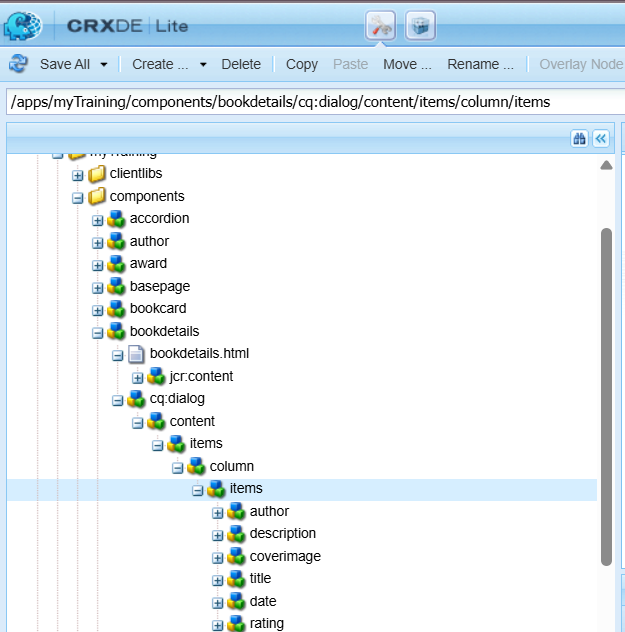 CRXDE | Lite
Save All Create ... Delete Copy Paste Move ... Rename ... Overlay Node
/apps/myTraining/components/bookdetails/cq:dialog/content/items/column/items
myTraining
clientlibs
components
accordion
author
award
basepage
bookcard
bookdetails
bookdetails.html
jcr:content
cq:dialog
content
items
column
items
author
description
coverimage
title
date
rating